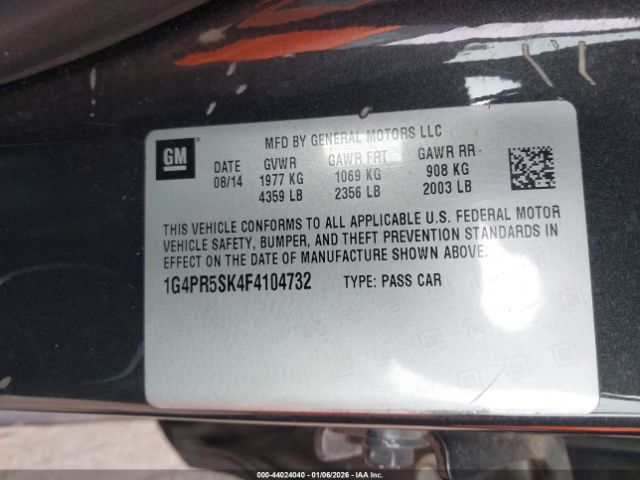 GM
MFD BY GENERAL MOTORS LLC
DATE GVWR GAWR FRT GAWR RR
08/14 1977 KG 1069 KG 908 KG
4359 LB 2356 LB 2003 LB
THIS VEHICLE CONFORMS TO ALL APPLICABLE U.S. FEDERAL MOTOR
VEHICLE SAFETY, BUMPER, AND THEFT PREVENTION STANDARDS IN
EFFECT ON THE DATE OF MANUFACTURE SHOWN ABOVE.
1G4PR5SK4F4104732 TYPE: PASS CAR
000-44024040 - 01/06/2026 - IAA Inc.